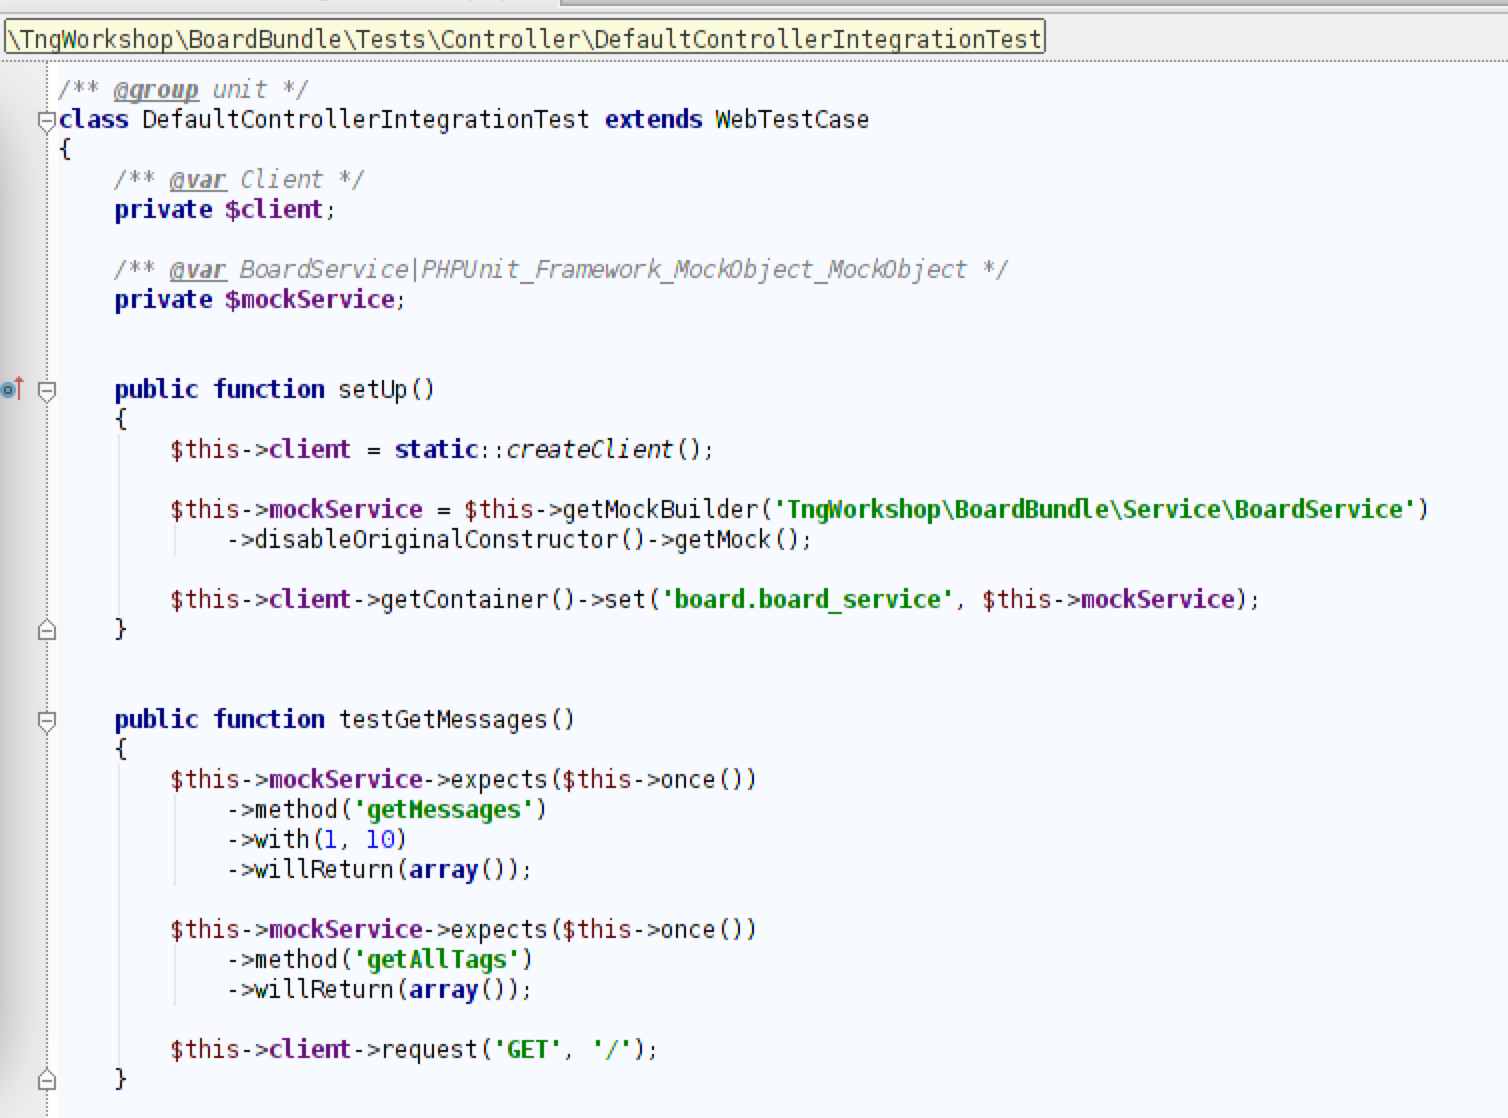 \TngWorkshop\BoardBundle\Tests\Controller\DefaultControllerIntegrationTest
/** @group unit */
class DefaultControllerIntegrationTest extends WebTestCase
{
    /** @var Client */
    private $client;

    /** @var BoardService|PHPUnit_Framework_MockObject_MockObject */
    private $mockService;


    public function setUp()
    {
        $this->client = static::createClient();

        $this->mockService = $this->getMockBuilder('TngWorkshop\BoardBundle\Service\BoardService')
            ->disableOriginalConstructor()->getMock();

        $this->client->getContainer()->set('board.board_service', $this->mockService);
    }


    public function testGetMessages()
    {
        $this->mockService->expects($this->once())
            ->method('getMessages')
            ->with(1, 10)
            ->willReturn(array());

        $this->mockService->expects($this->once())
            ->method('getAllTags')
            ->willReturn(array());

        $this->client->request('GET', '/');
    }